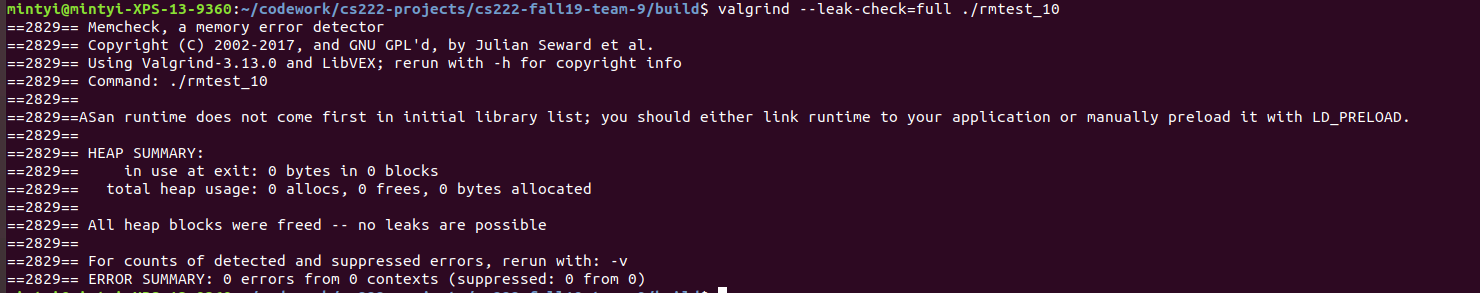 mintyi@mintyi-XPS-13-9360:~/codework/cs222-projects/cs222-fall19-team-9/build$ valgrind --leak-check=full ./rmtest_10
==2829== Memcheck, a memory error detector
==2829== Copyright (C) 2002-2017, and GNU GPL'd, by Julian Seward et al.
==2829== Using Valgrind-3.13.0 and LibVEX; rerun with -h for copyright info
==2829== Command: ./rmtest_10
==2829==
==2829==ASan runtime does not come first in initial library list; you should either link runtime to your application or manually preload it with LD_PRELOAD.
==2829==
==2829== HEAP SUMMARY:
==2829==     in use at exit: 0 bytes in 0 blocks
==2829==   total heap usage: 0 allocs, 0 frees, 0 bytes allocated
==2829==
==2829== All heap blocks were freed -- no leaks are possible
==2829==
==2829== For counts of detected and suppressed errors, rerun with: -v
==2829== ERROR SUMMARY: 0 errors from 0 contexts (suppressed: 0 from 0)